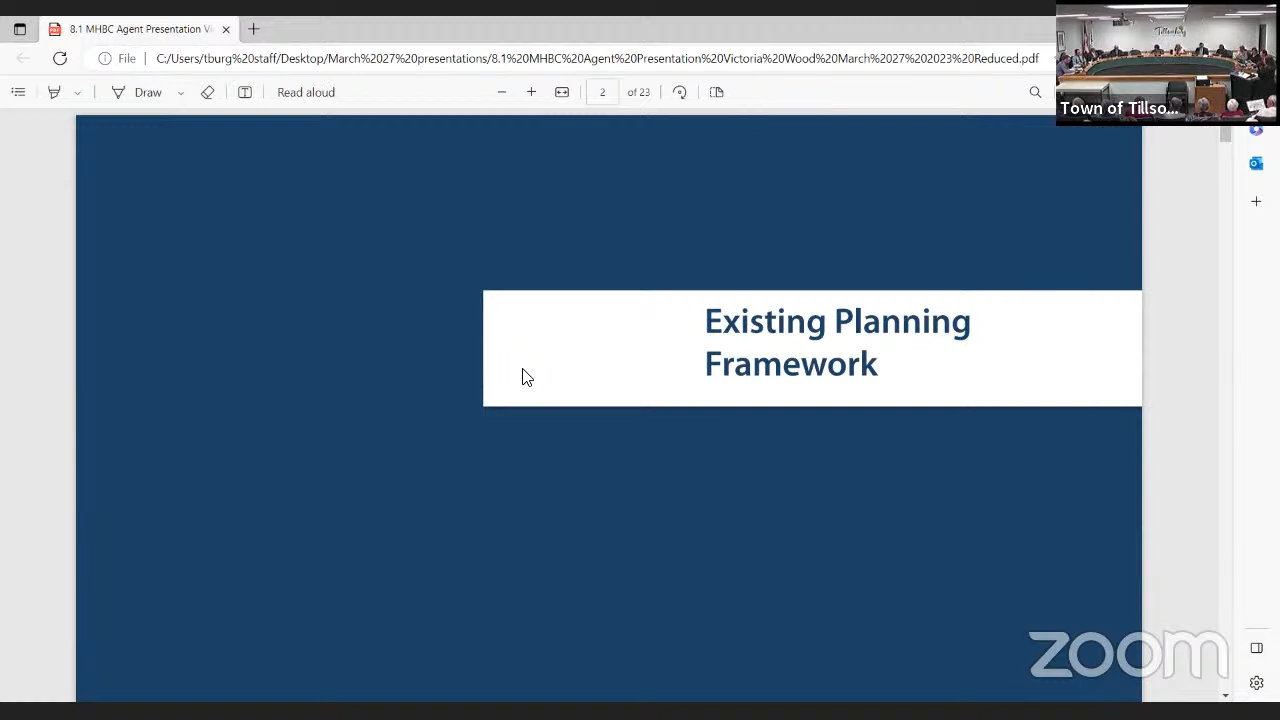 8.1 MHBC Agent Presentation Vi
File
C:/Users/tburg%20staff/Desktop/March%2027%20Presentations/8.1%20MHBC%20Agent%20Presentation%20Victoria%20Wood%20March%2027%202023%20Reduced.pdf
Draw
Read aloud
2 of 23
Tillsonburg
Town of Tillso...
Existing Planning
Framework
zoom